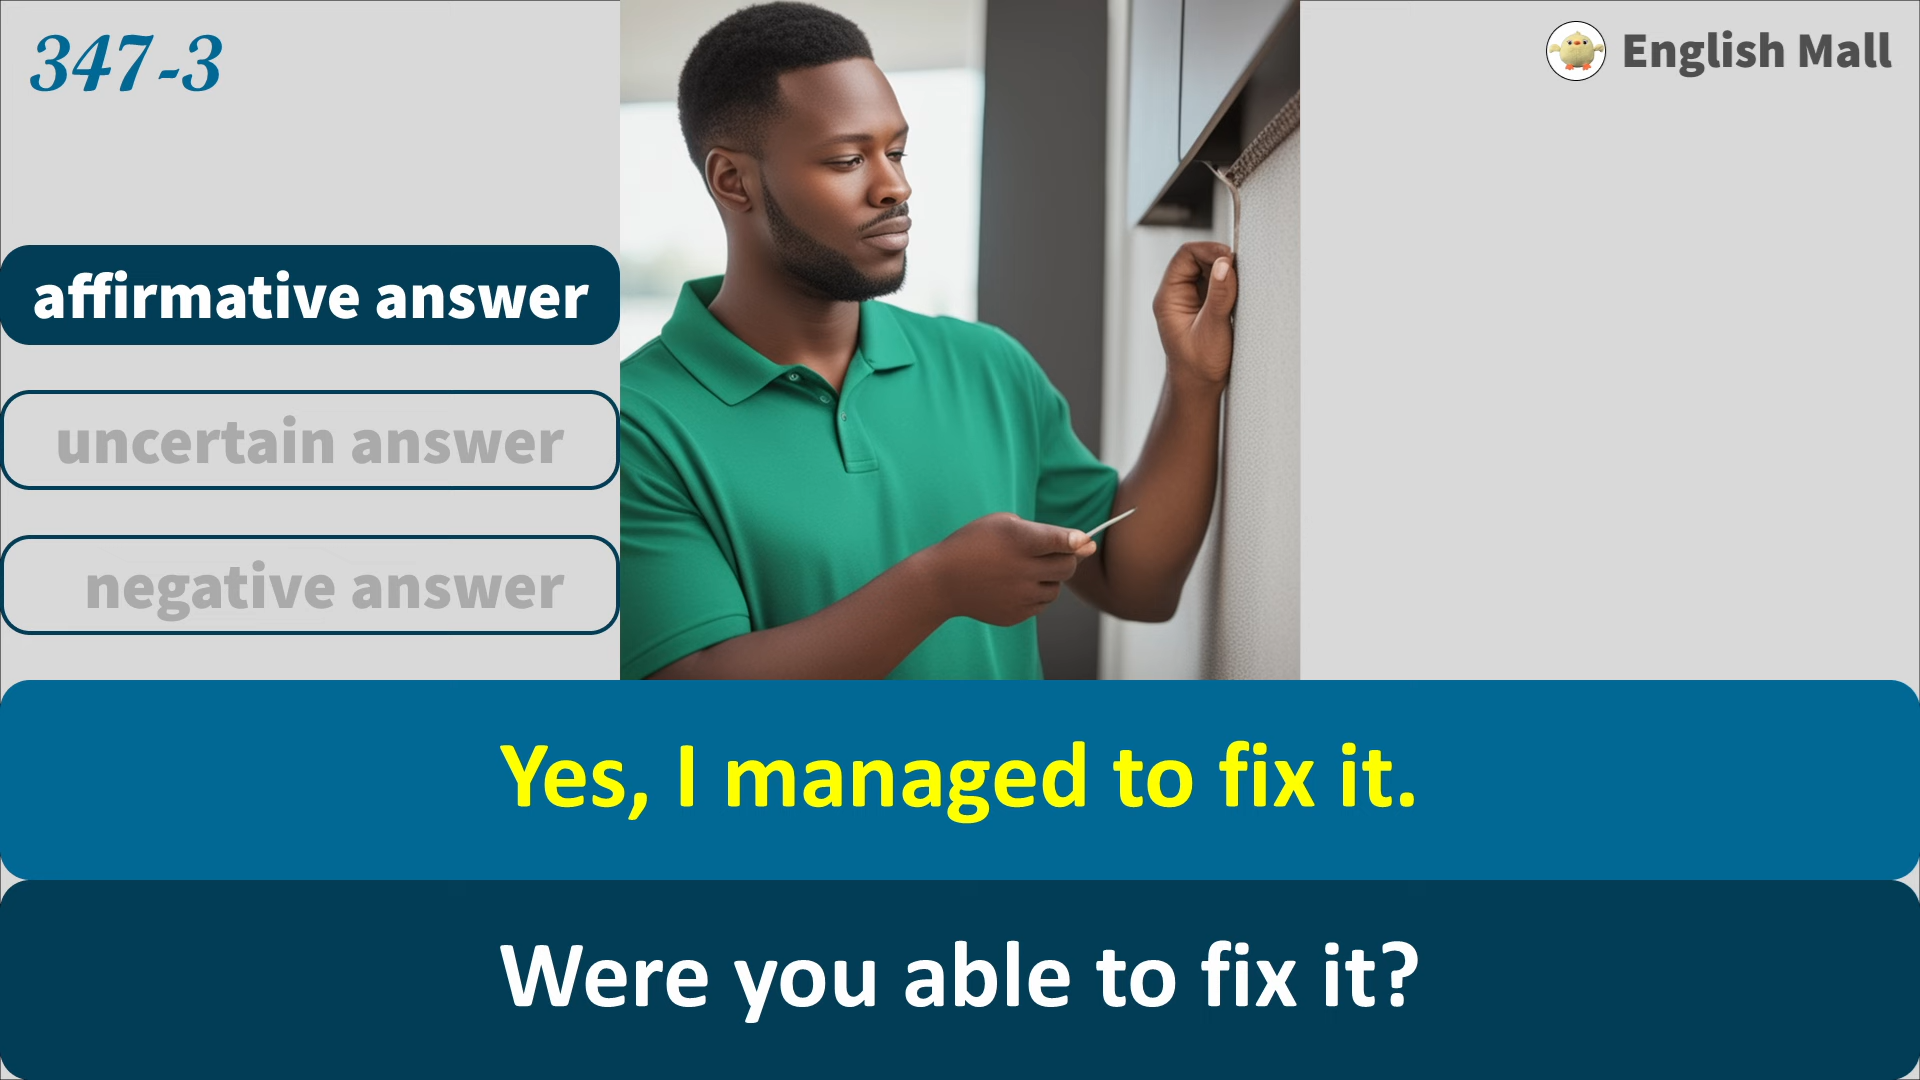 347-3
English Mall
affirmative answer
uncertain answer
negative answer
Yes, I managed to fix it.
Were you able to fix it?